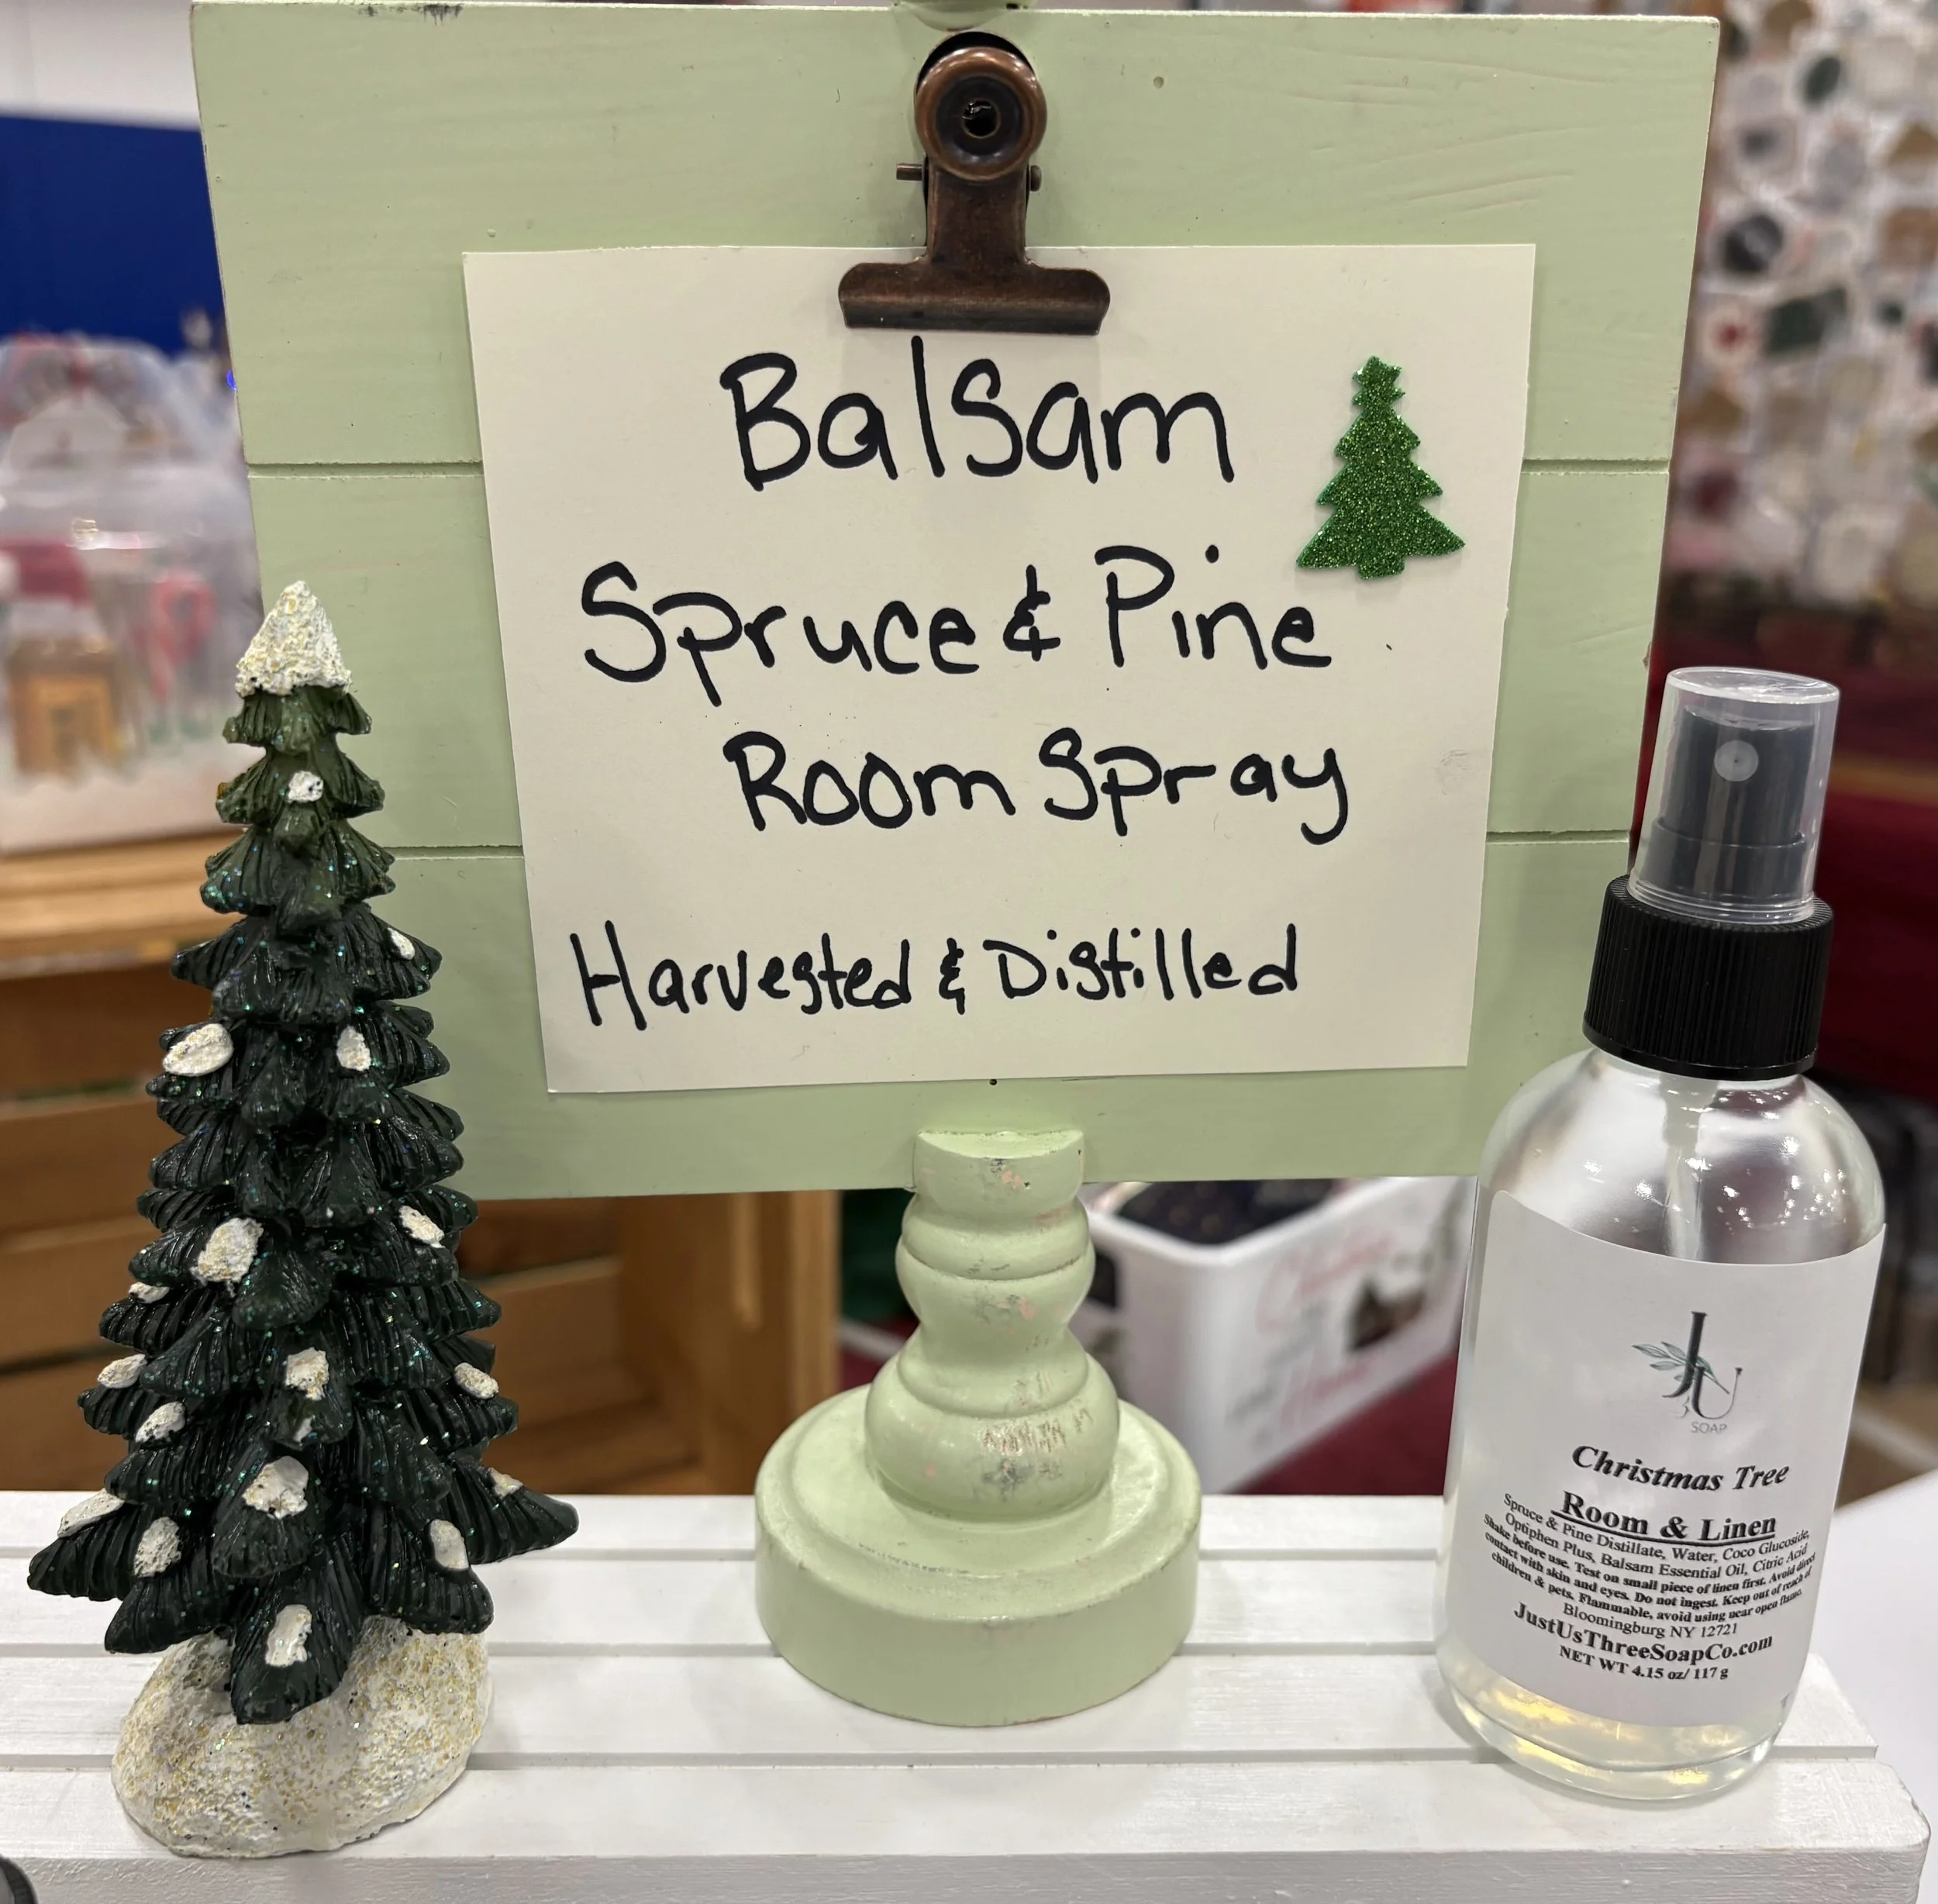 Balsam
Spruce & Pine
Room Spray
Harvested & Distilled
JU
3
SOAP
Christmas Tree
Room & Linen
Spruce & Pine Distillate, Water, Coco Glucoside,
Optiphen Plus, Balsam Essential Oil, Citric Acid
Shake before use. Test on small piece of linen first. Avoid direct
contact with skin and eyes. Do not ingest. Keep out of reach of
children & pets. Flammable, avoid using near open flame.
Bloomingburg NY 12721
JustUsThreeSoapCo.com
NET WT 4.15 oz/ 117 g
Christmas